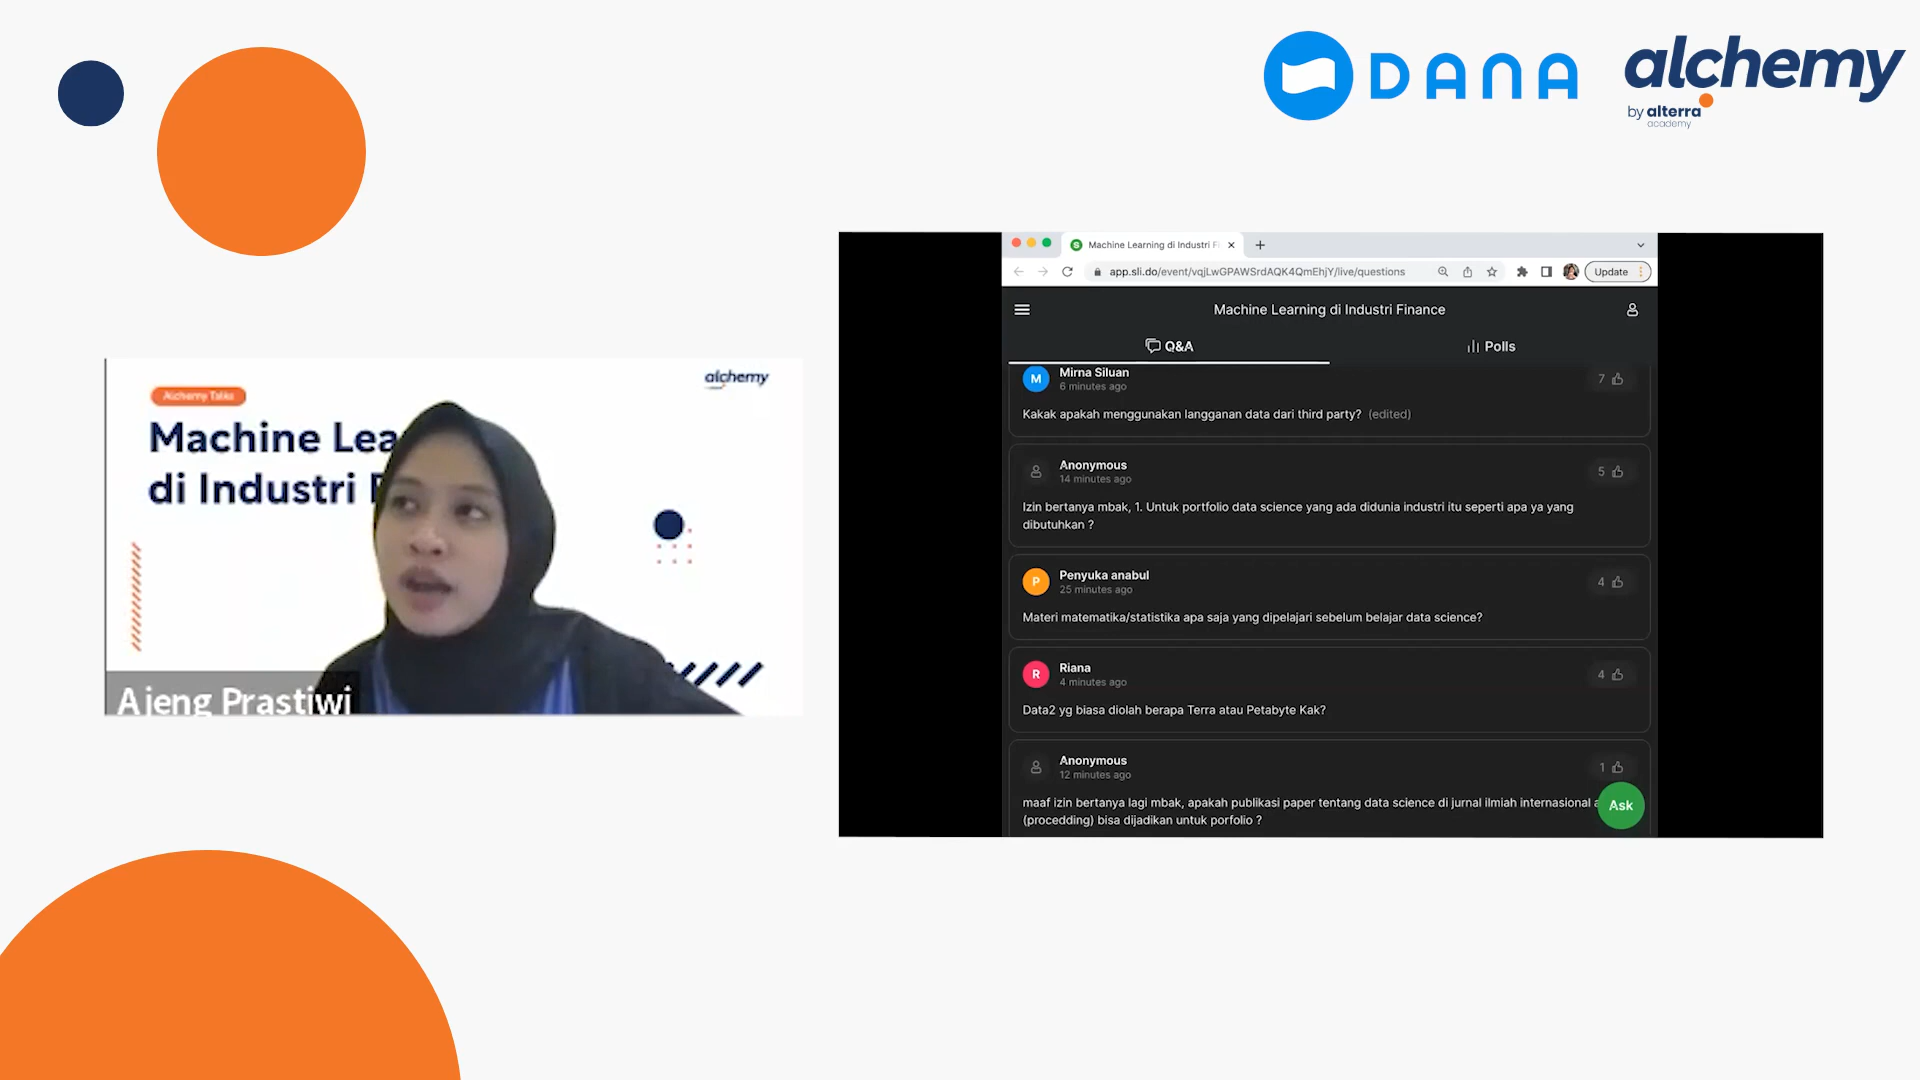 DANA
alchemy
by alterra
academy
Alchemy Talks
alchemy
Machine Lea
di Industri F
Ajeng Prastiwi
Machine Learning di Industri Fi
app.sli.do/event/vqjLwGPAWSrdAQK4QmEhjY/live/questions
Update
Machine Learning di Industri Finance
Q&A
Polls
M
Mirna Siluan
6 minutes ago
7
Kakak apakah menggunakan langganan data dari third party? (edited)
Anonymous
14 minutes ago
5
Izin bertanya mbak, 1. Untuk portfolio data science yang ada didunia industri itu seperti apa ya yang
dibutuhkan ?
P
Penyuka anabul
25 minutes ago
4
Materi matematika/statistika apa saja yang dipelajari sebelum belajar data science?
R
Riana
4 minutes ago
4
Data2 yg biasa diolah berapa Terra atau Petabyte Kak?
Anonymous
12 minutes ago
1
maaf izin bertanya lagi mbak, apakah publikasi paper tentang data science di jurnal ilmiah internasional
(procedding) bisa dijadikan untuk porfolio ?
Ask